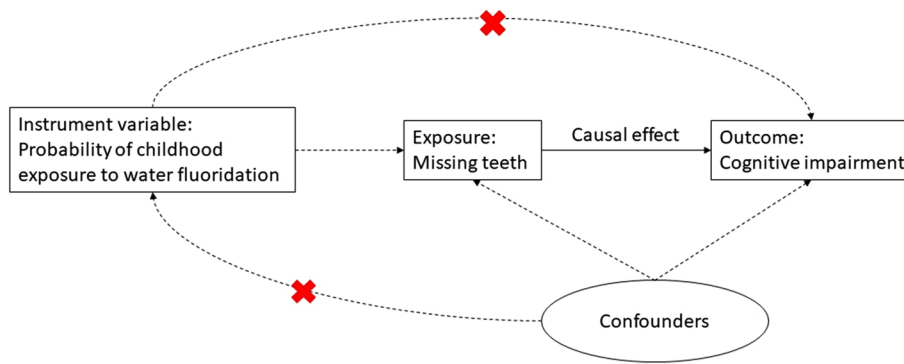 Instrument variable:
Probability of childhood
exposure to water fluoridation
Exposure:
Missing teeth
Causal effect
Outcome:
Cognitive impairment
Confounders